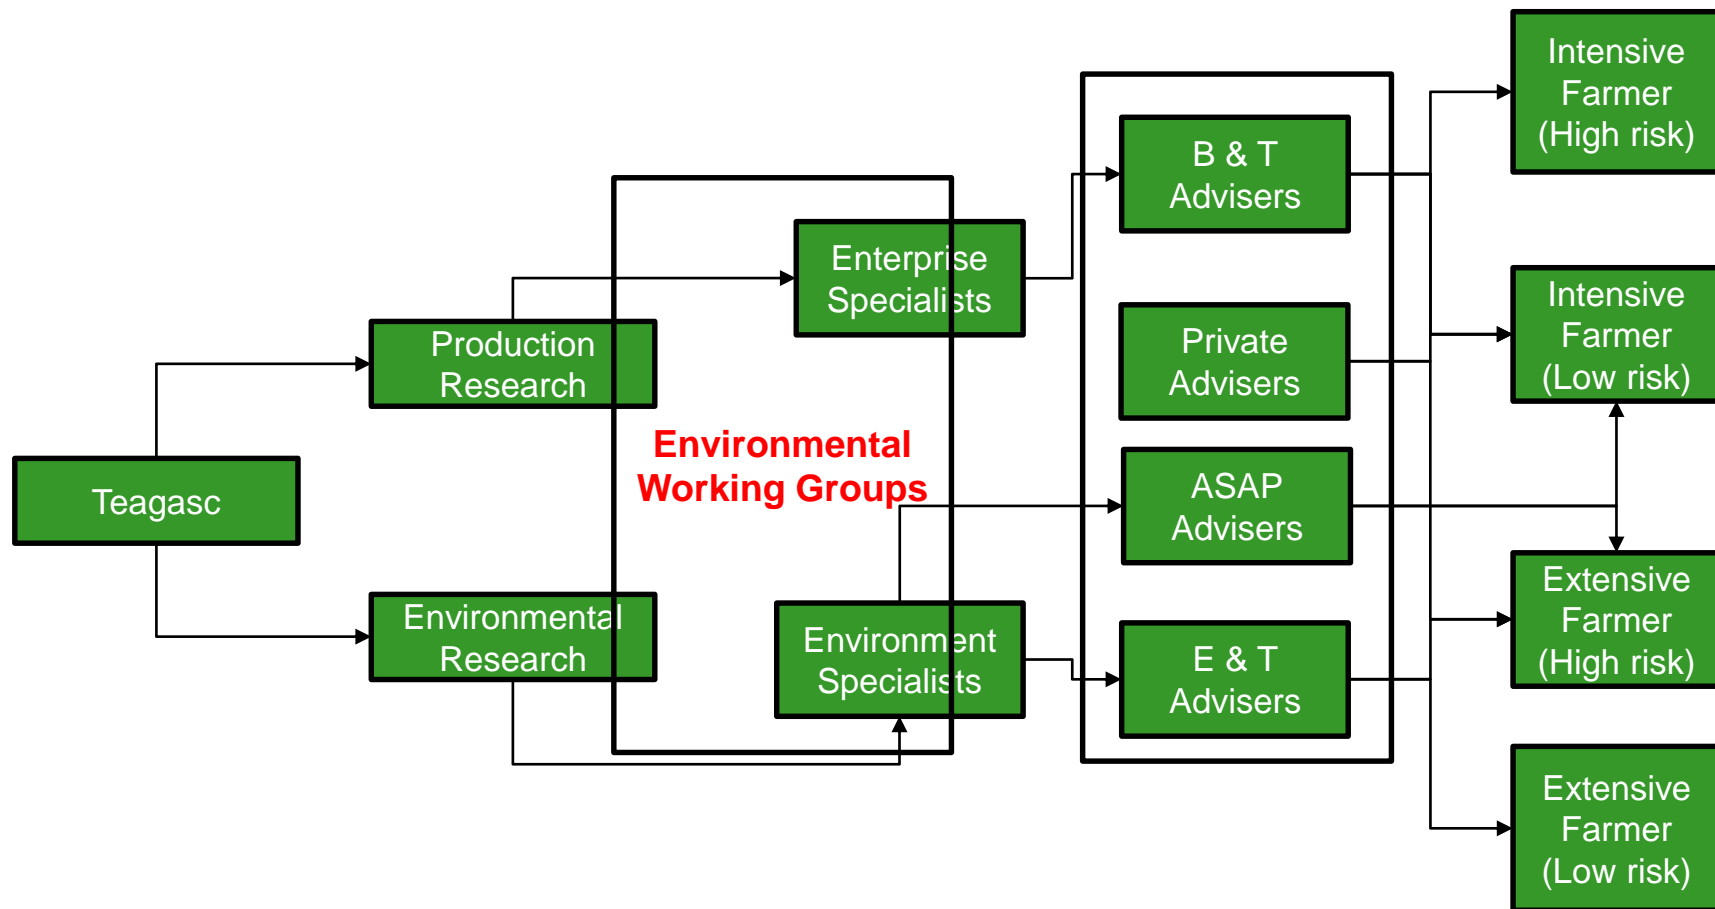 Teagasc
Production
Research
Environmental
Research
Enterprise
Specialists
Environmental
Working Groups
Environment
Specialists
B & T
Advisers
Private
Advisers
ASAP
Advisers
E & T
Advisers
Intensive
Farmer
(High risk)
Intensive
Farmer
(Low risk)
Extensive
Farmer
(High risk)
Extensive
Farmer
(Low risk)